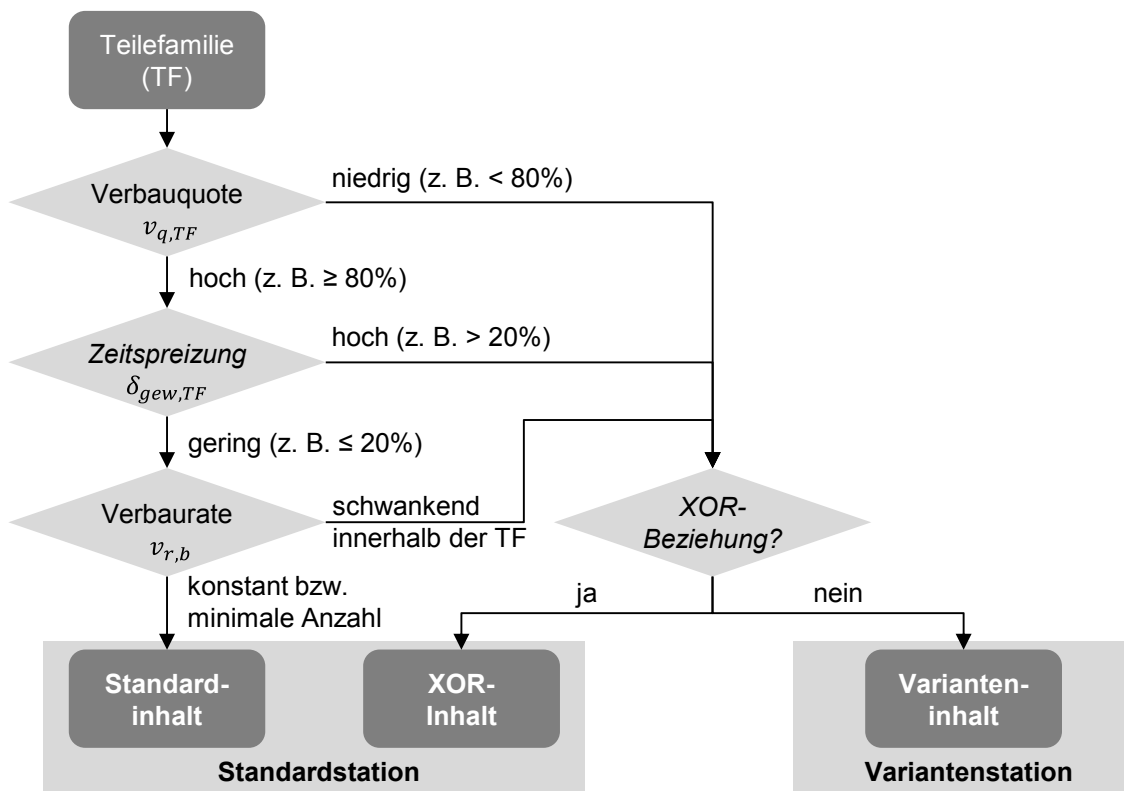 Teilefamilie
(TF)
Verbauquote
v_{q,TF}
niedrig (z. B. < 80%)
hoch (z. B. ≥ 80%)
Zeitspreizung
δ_{gew,TF}
hoch (z. B. > 20%)
gering (z. B. ≤ 20%)
Verbaurate
v_{r,b}
schwankend
innerhalb der TF
XOR-
Beziehung?
konstant bzw.
minimale Anzahl
ja
nein
Standard-
inhalt
XOR-
Inhalt
Varianten-
inhalt
Standardstation
Variantenstation